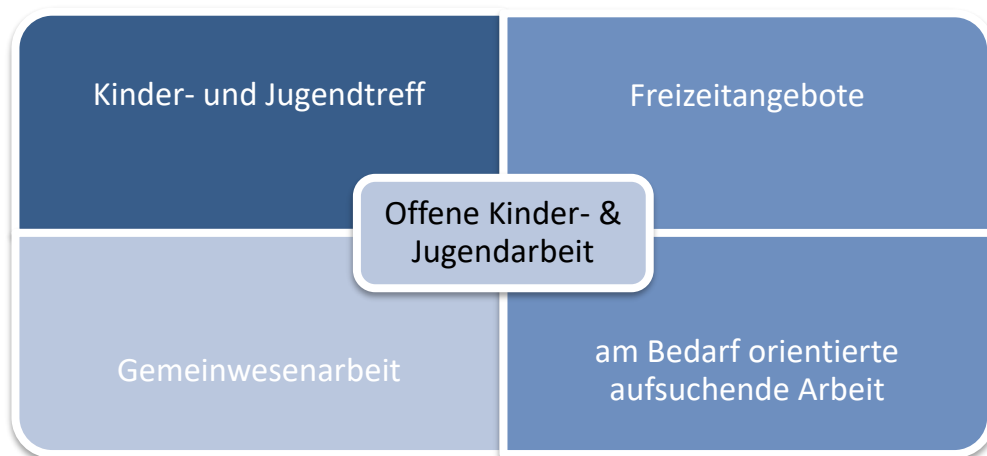 Kinder- und Jugendtreff
Freizeitangebote
Offene Kinder- &
Jugendarbeit
Gemeinwesenarbeit
am Bedarf orientierte
aufsuchende Arbeit